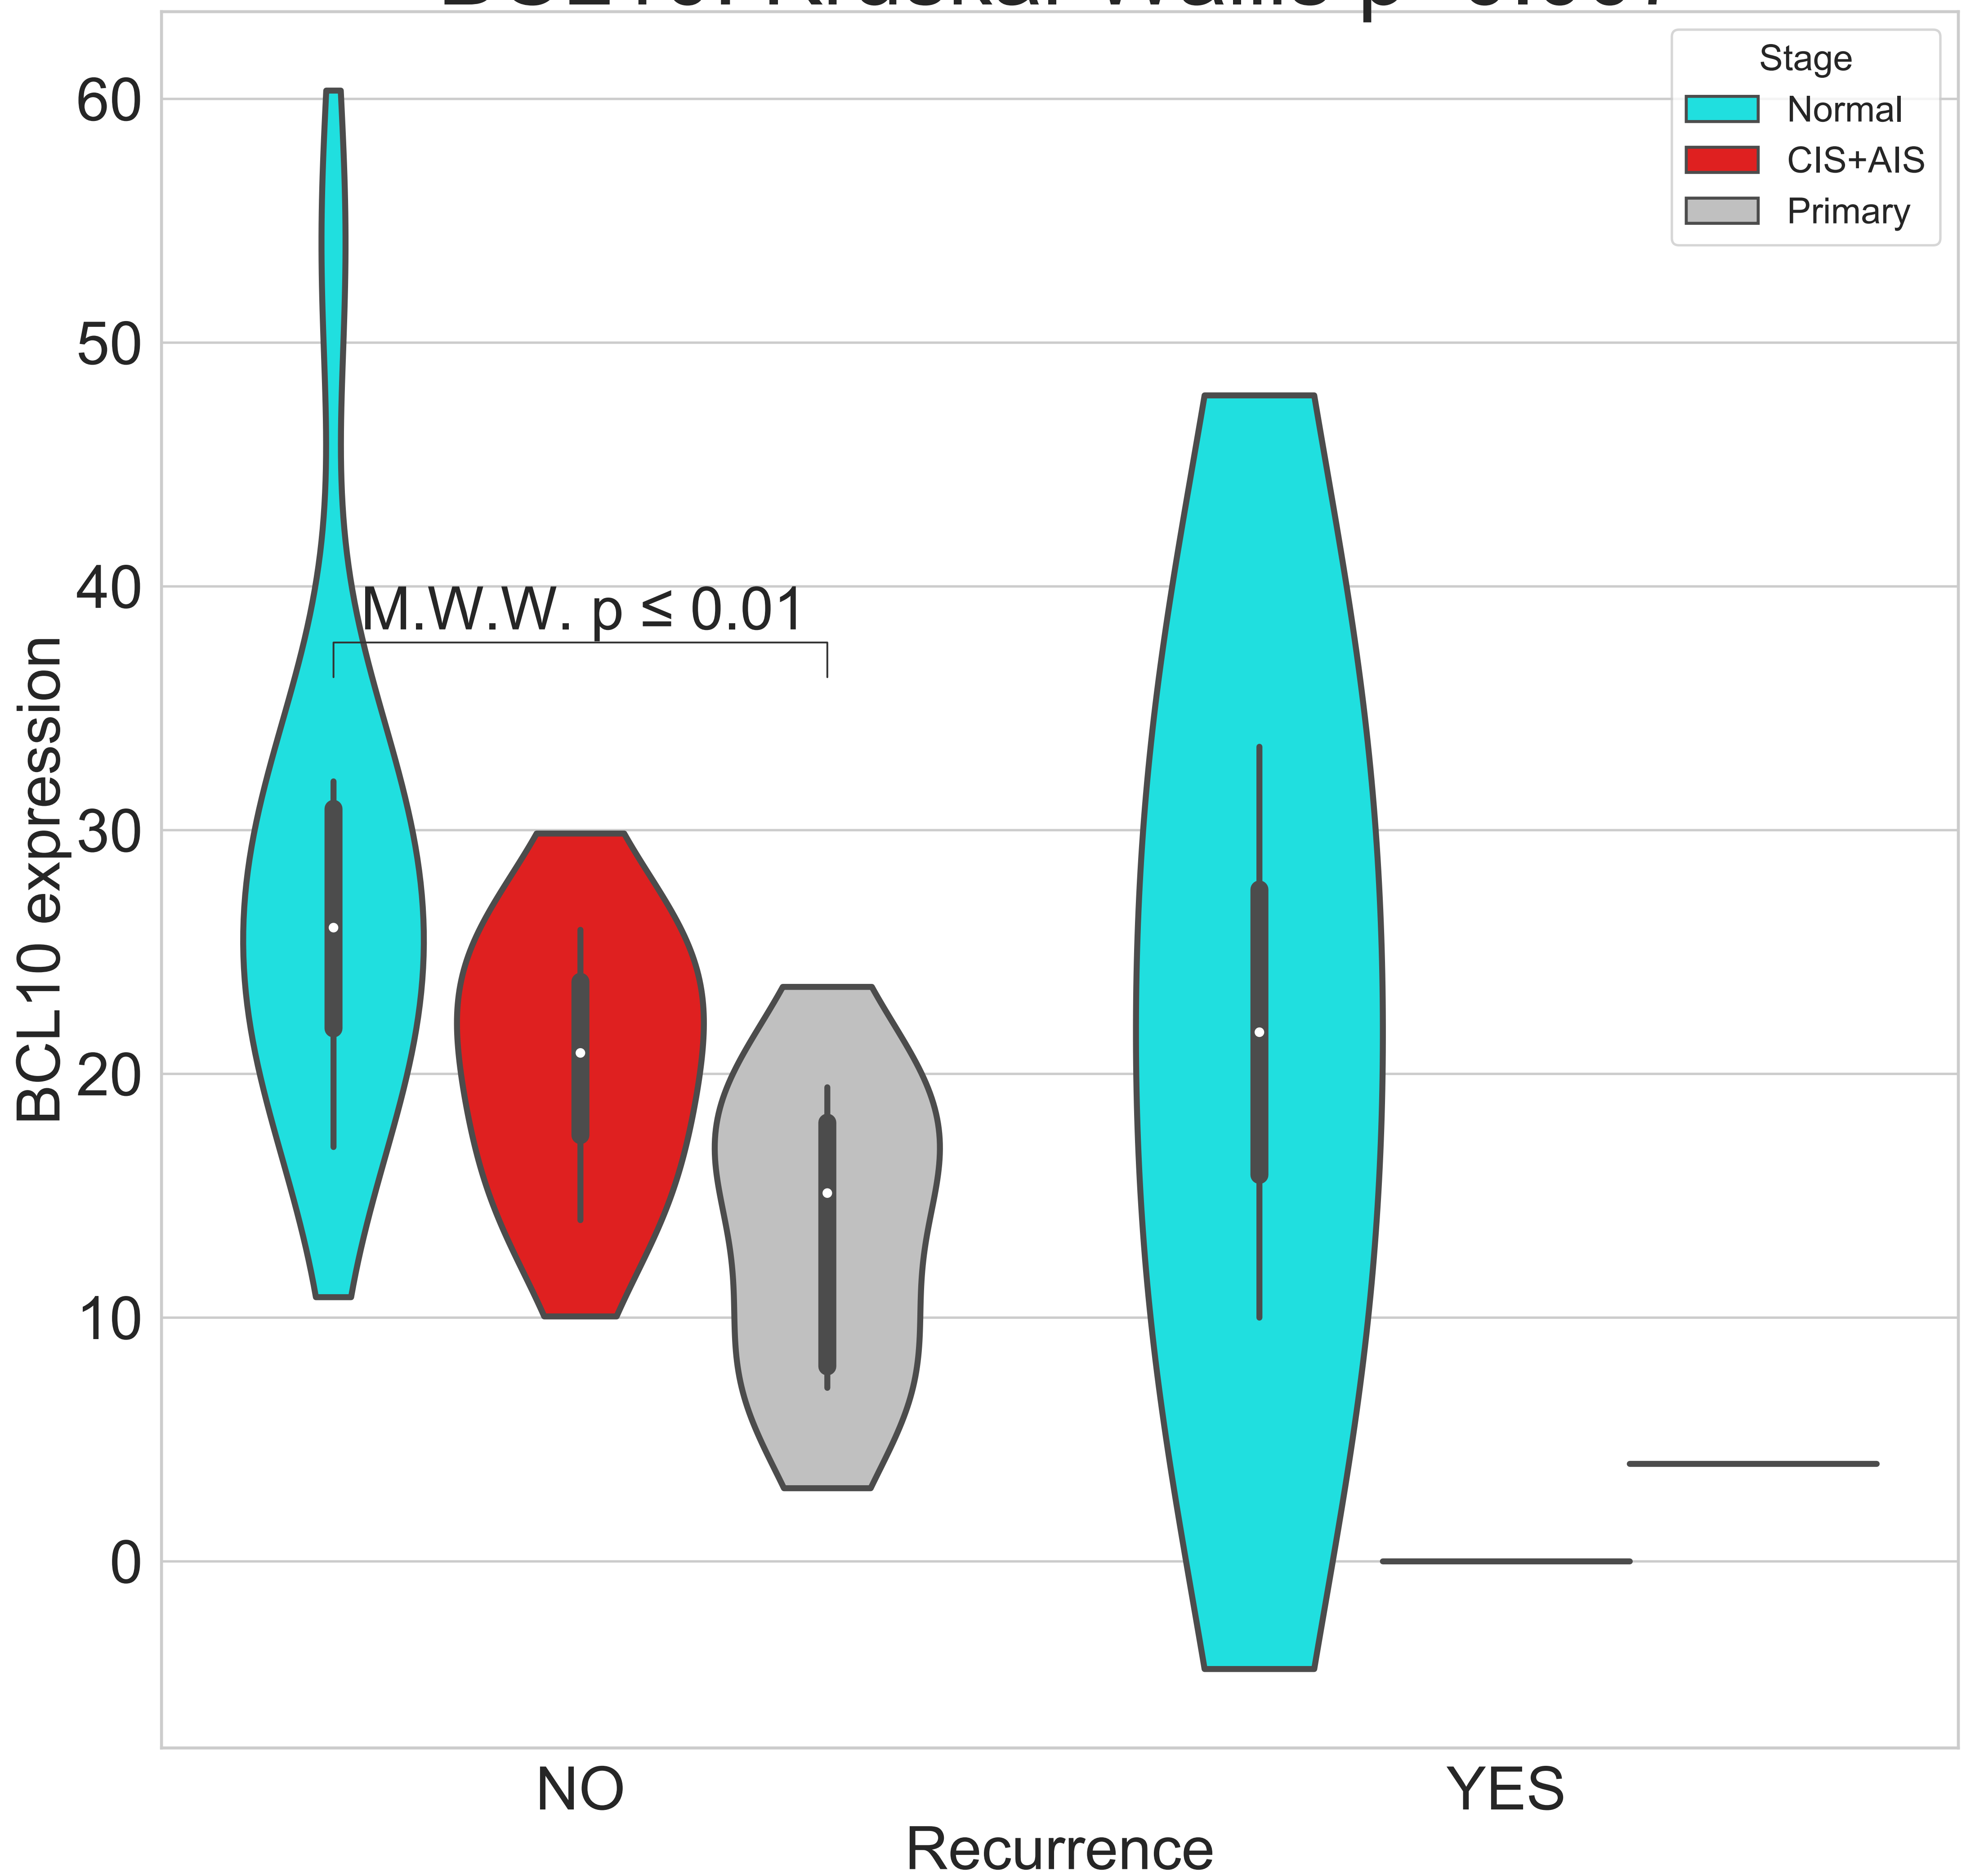 Stage
Normal
CIS+AIS
Primary
60
50
40
30
20
10
0
M.W.W. p ≤ 0.01
BCL10 expression
NO
YES
Recurrence